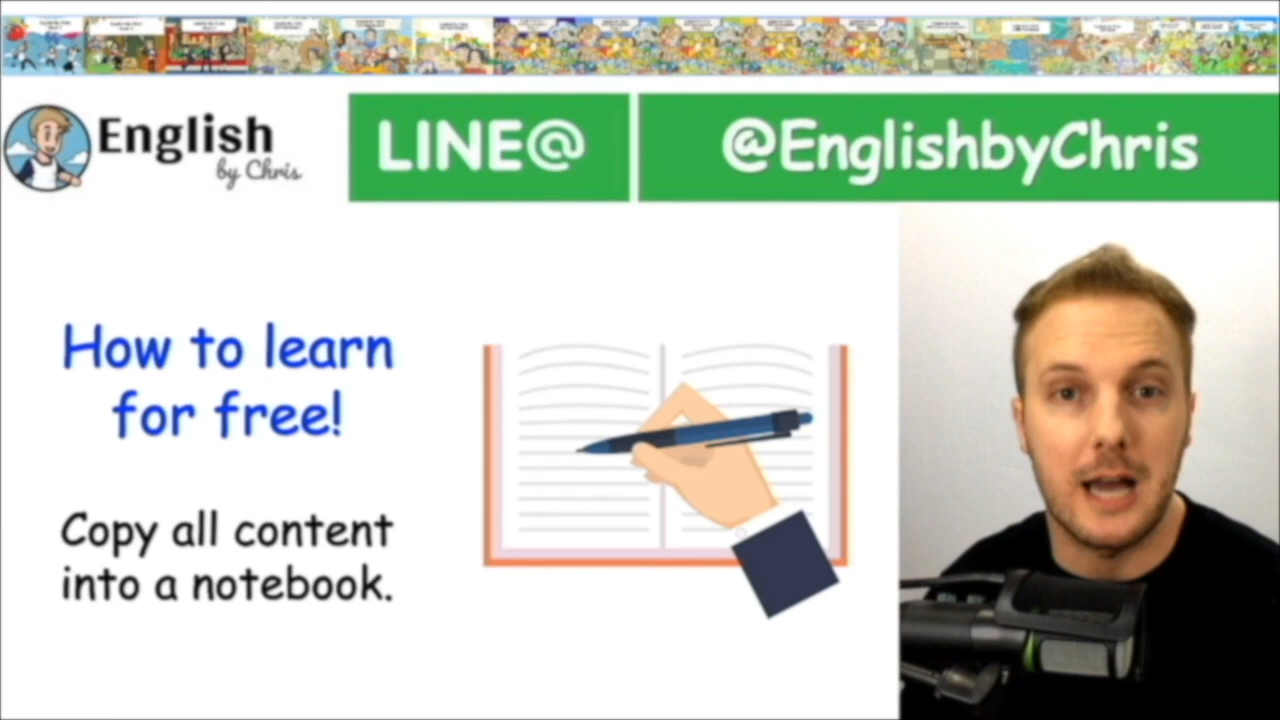 English
by Chris
LINE@
@EnglishbyChris
How to learn
for free!
Copy all content
into a notebook.